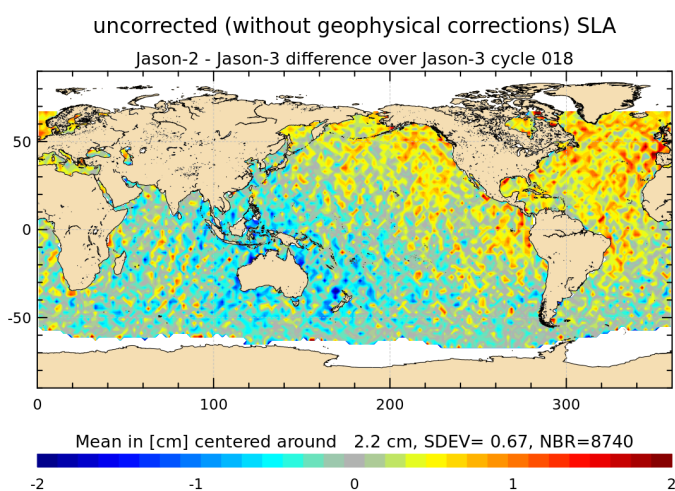 uncorrected (without geophysical corrections) SLA
Jason-2 - Jason-3 difference over Jason-3 cycle 018
50
0
-50
0 100 200 300
Mean in [cm] centered around 2.2 cm, SDEV= 0.67, NBR=8740
-2 -1 0 1 2